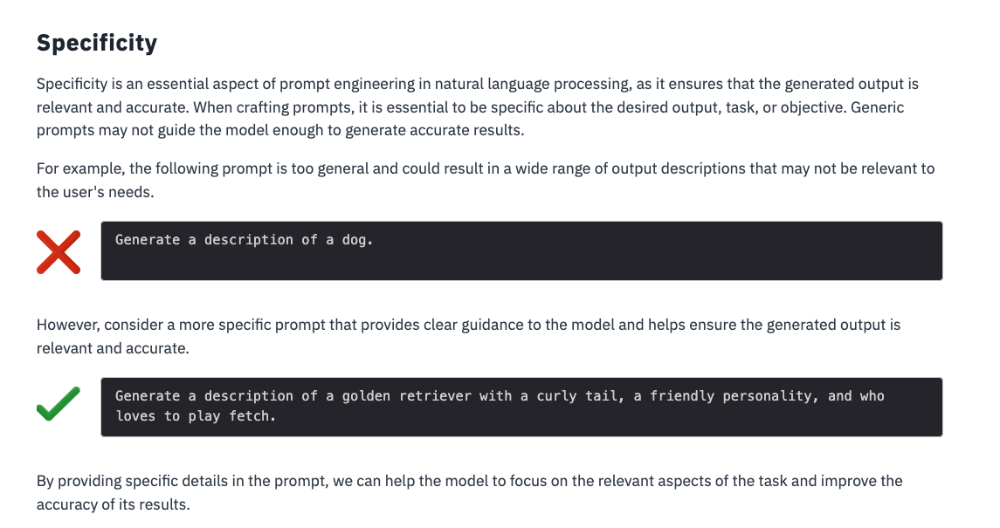 Specificity
Specificity is an essential aspect of prompt engineering in natural language processing, as it ensures that the generated output is
relevant and accurate. When crafting prompts, it is essential to be specific about the desired output, task, or objective. Generic
prompts may not guide the model enough to generate accurate results.
For example, the following prompt is too general and could result in a wide range of output descriptions that may not be relevant to
the user's needs.
Generate a description of a dog.
However, consider a more specific prompt that provides clear guidance to the model and helps ensure the generated output is
relevant and accurate.
Generate a description of a golden retriever with a curly tail, a friendly personality, and who
loves to play fetch.
By providing specific details in the prompt, we can help the model to focus on the relevant aspects of the task and improve the
accuracy of its results.